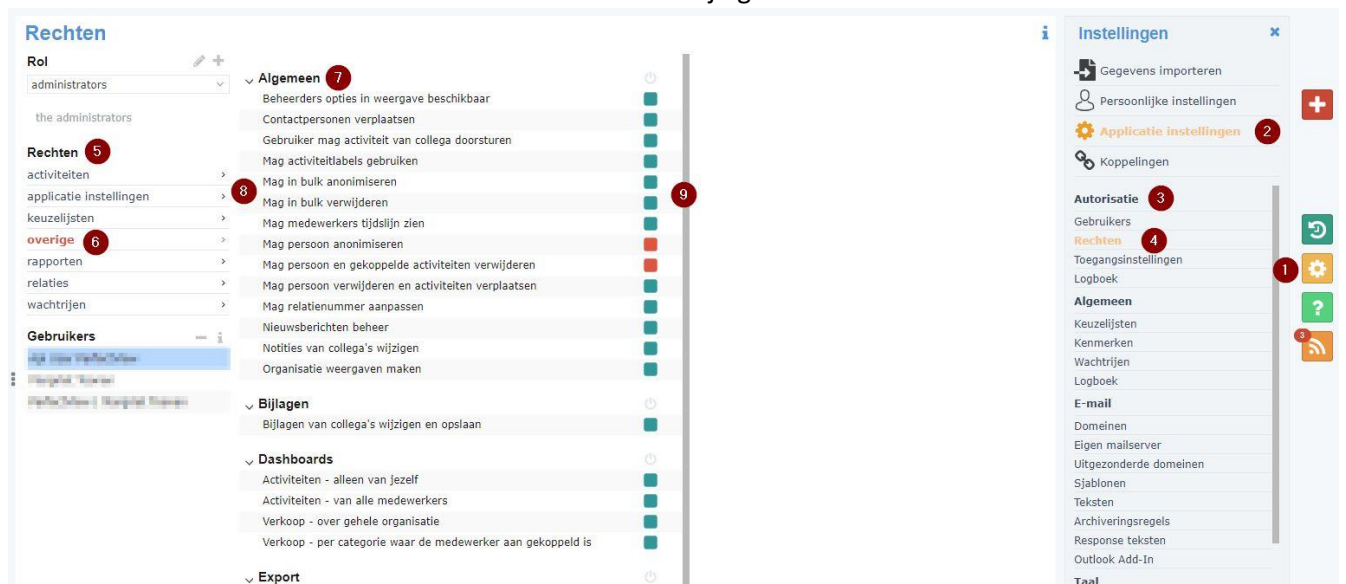 Rechten
Rol
administrators
the administrators
Rechten 5
activiteiten
applicatie instellingen 8
keuzelijsten
overige 6
rapporten
relaties
wachtrijen
Gebruikers
Algemeen 7
Beheerders opties in weergave beschikbaar
Contactpersonen verplaatsen
Gebruiker mag activiteit van collega doorsturen
Mag activiteitlabels gebruiken
Mag in bulk anonimiseren
Mag in bulk verwijderen
Mag medewerkers tijdslijn zien
Mag persoon anonimiseren
Mag persoon en gekoppelde activiteiten verwijderen
Mag persoon verwijderen en activiteiten verplaatsen
Mag relatienummer aanpassen
Nieuwsberichten beheer
Notities van collega's wijzigen
Organisatie weergaven maken
Bijlagen
Bijlagen van collega's wijzigen en opslaan
Dashboards
Activiteiten - alleen van jezelf
Activiteiten - van alle medewerkers
Verkoop - over gehele organisatie
Verkoop - per categorie waar de medewerker aan gekoppeld is
Export
9
Instellingen
Gegevens importeren
Persoonlijke instellingen
Applicatie instellingen 2
Koppelingen
Autorisatie 3
Gebruikers
Rechten 4
Toegangsinstellingen
Logboek
Algemeen
Keuzelijsten
Kenmerken
Wachtrijen
Logboek
E-mail
Domeinen
Eigen mailserver
Uitgezonderde domeinen
Sjablonen
Teksten
Archiveringsregels
Response teksten
Outlook Add-In
Taal
1
?
3